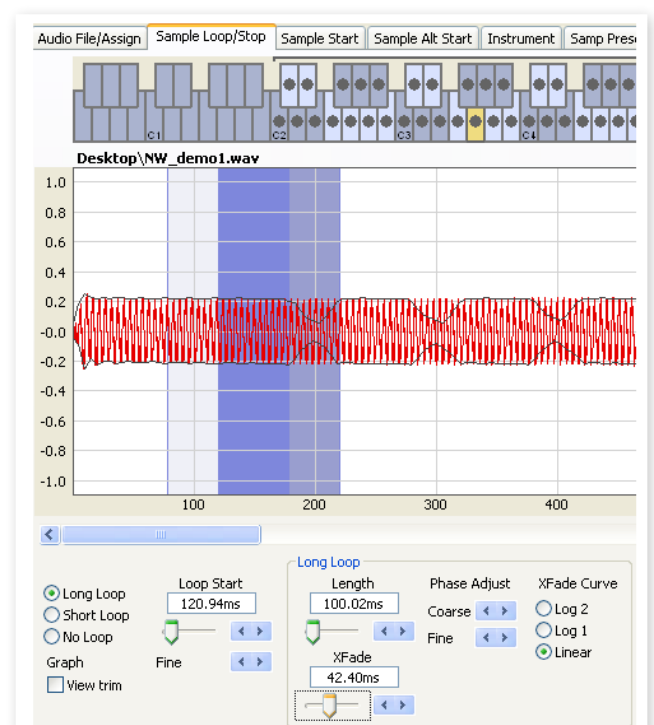 Audio File/Assign Sample Loop/Stop Sample Start Sample Alt Start Instrument Samp Prese
C1 C2 C3 C4
Desktop\NW_demo1.wav
1.0
0.8
0.6
0.4
0.2
-0.0
-0.2
-0.4
-0.6
-0.8
-1.0
100 200 300 400
Long Loop
Long Loop
Short Loop
No Loop
Graph
View trim
Loop Start
120.94ms
Fine
Length
100.02ms
XFade
42.40ms
Phase Adjust
Coarse
Fine
XFade Curve
Log 2
Log 1
Linear